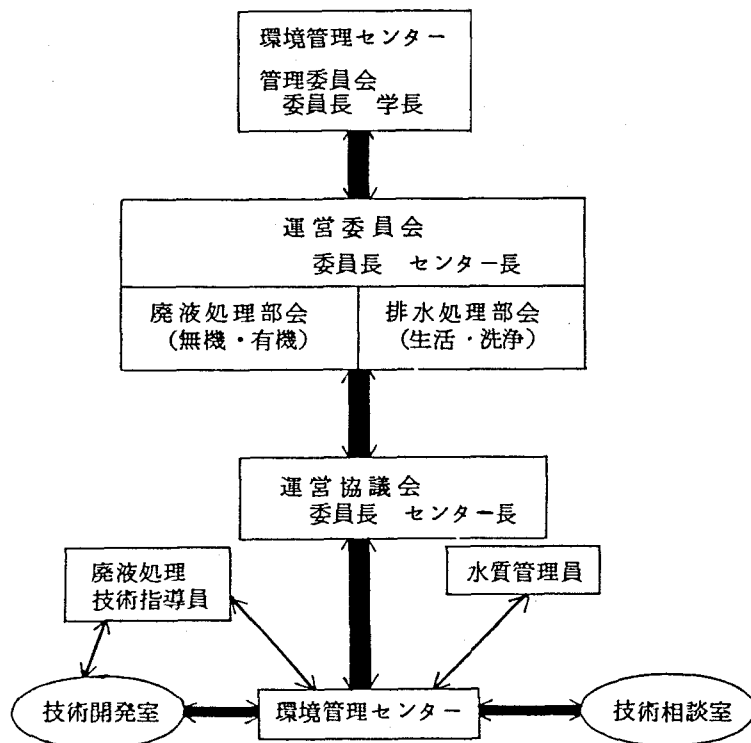 環境管理センター
管理委員会
委員長 学長
運営委員会
委員長 センター長
廃液処理部会
(無機・有機)
排水処理部会
(生活・洗浄)
運営協議会
委員長 センター長
廃液処理
技術指導員
水質管理員
技術開発室
環境管理センター
技術相談室